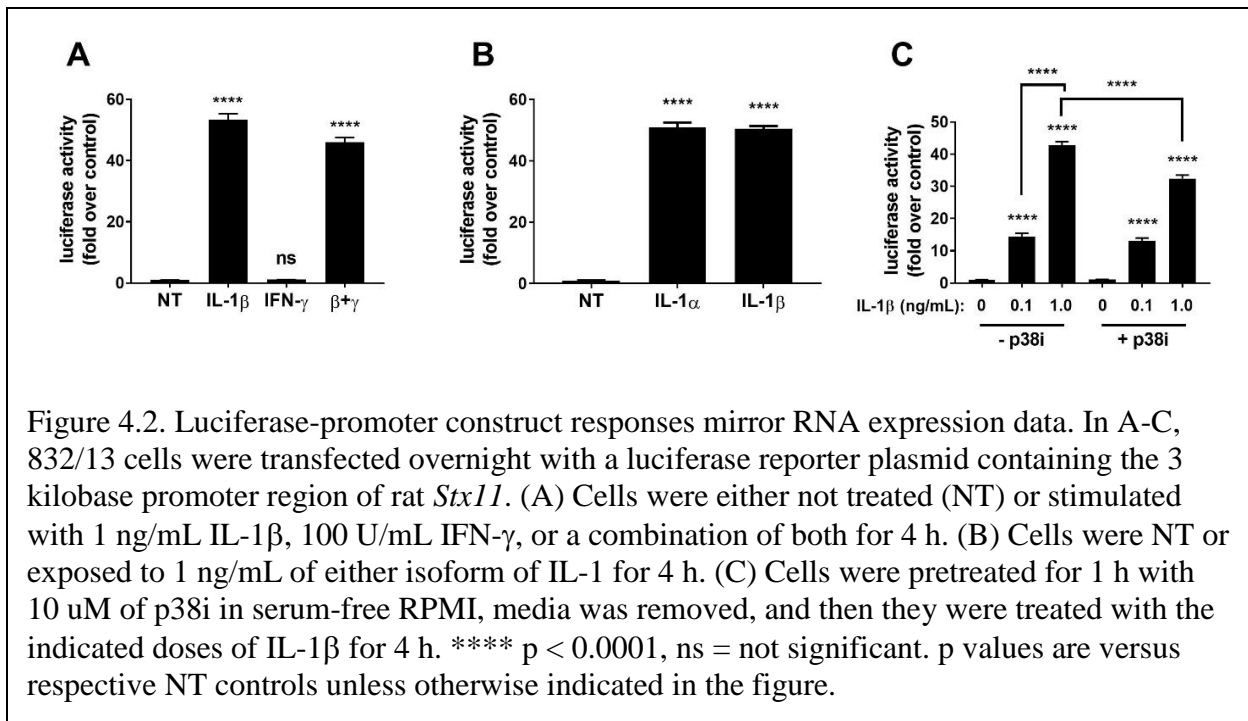 A
luciferase activity
(fold over control)
60
40
20
0
****
ns
****
NT IL-1β IFN-γ β+γ
B
luciferase activity
(fold over control)
60
40
20
0
**** ****
NT IL-1α IL-1β
C
luciferase activity
(fold over control)
50
40
30
20
10
0
****
****
****
****
****
****
IL-1β (ng/mL): 0 0.1 1.0 0 0.1 1.0
- p38i + p38i
Figure 4.2. Luciferase-promoter construct responses mirror RNA expression data. In A-C,
832/13 cells were transfected overnight with a luciferase reporter plasmid containing the 3
kilobase promoter region of rat Stx11. (A) Cells were either not treated (NT) or stimulated
with 1 ng/mL IL-1β, 100 U/mL IFN-γ, or a combination of both for 4 h. (B) Cells were NT or
exposed to 1 ng/mL of either isoform of IL-1 for 4 h. (C) Cells were pretreated for 1 h with
10 uM of p38i in serum-free RPMI, media was removed, and then they were treated with the
indicated doses of IL-1β for 4 h. **** p < 0.0001, ns = not significant. p values are versus
respective NT controls unless otherwise indicated in the figure.